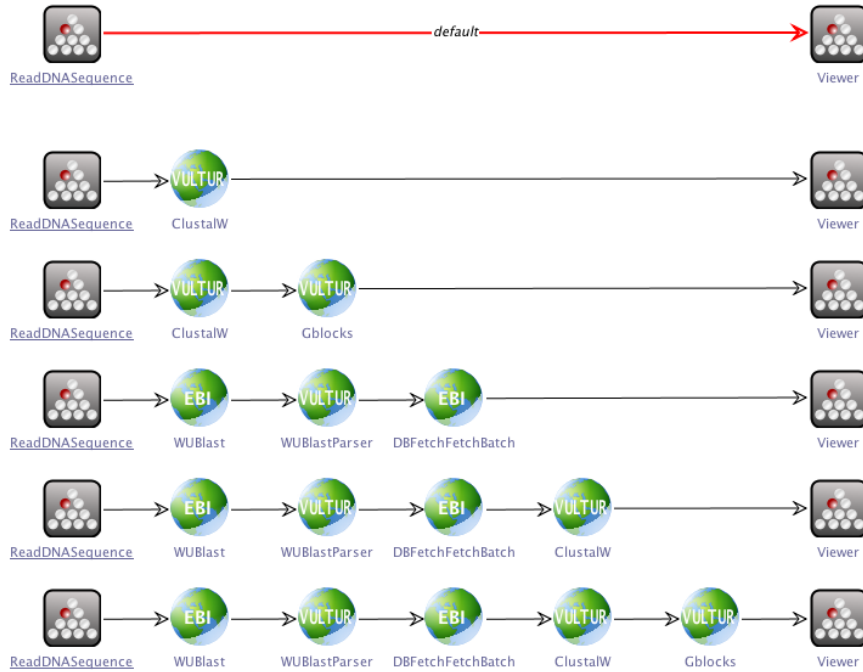 default
ReadDNASequence Viewer
VULTUR
ReadDNASequence ClustalW Viewer
VULTUR VULTUR
ReadDNASequence ClustalW Gblocks Viewer
EBI VULTUR EBI
ReadDNASequence WUBlast WUBlastParser DBFetchFetchBatch Viewer
EBI VULTUR EBI VULTUR
ReadDNASequence WUBlast WUBlastParser DBFetchFetchBatch ClustalW Viewer
EBI VULTUR EBI VULTUR VULTUR
ReadDNASequence WUBlast WUBlastParser DBFetchFetchBatch ClustalW Gblocks Viewer